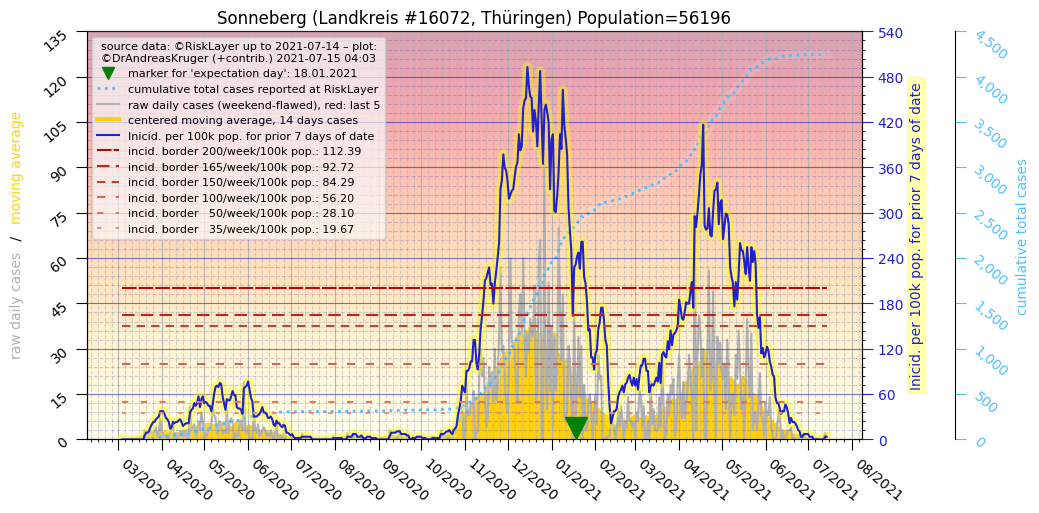 Sonneberg (Landkreis #16072, Thüringen) Population=56196
source data: ©RiskLayer up to 2021-07-14 – plot:
©DrAndreasKruger (+contrib.) 2021-07-15 04:03
marker for 'expectation day': 18.01.2021
cumulative total cases reported at RiskLayer
raw daily cases (weekend-flawed), red: last 5
centered moving average, 14 days cases
Inicid. per 100k pop. for prior 7 days of date
incid. border 200/week/100k pop.: 112.39
incid. border 165/week/100k pop.: 92.72
incid. border 150/week/100k pop.: 84.29
incid. border 100/week/100k pop.: 56.20
incid. border   50/week/100k pop.: 28.10
incid. border   35/week/100k pop.: 19.67
raw daily cases   /   moving average
135
120
105
90
75
60
45
30
15
0
540
480
420
360
300
240
180
120
60
0
Inicid. per 100k pop. for prior 7 days of date
4,500
4,000
3,500
3,000
2,500
2,000
1,500
1,000
500
0
cumulative total cases
03/2020
04/2020
05/2020
06/2020
07/2020
08/2020
09/2020
10/2020
11/2020
12/2020
01/2021
02/2021
03/2021
04/2021
05/2021
06/2021
07/2021
08/2021